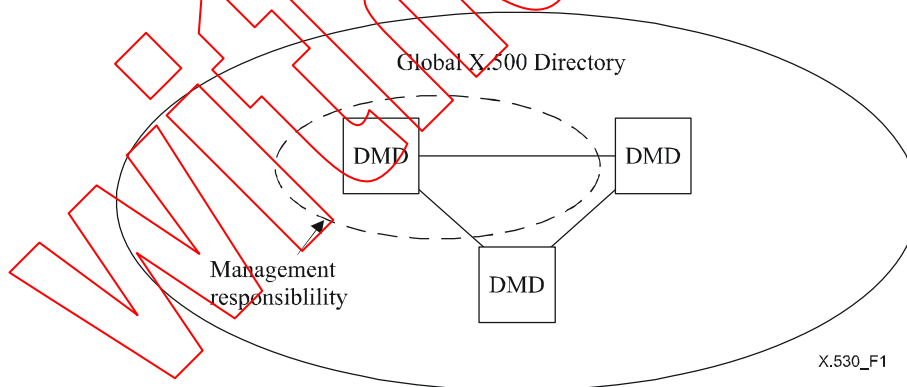 Global X.500 Directory
DMD
DMD
Management
responsiblility
DMD
X.530_F1